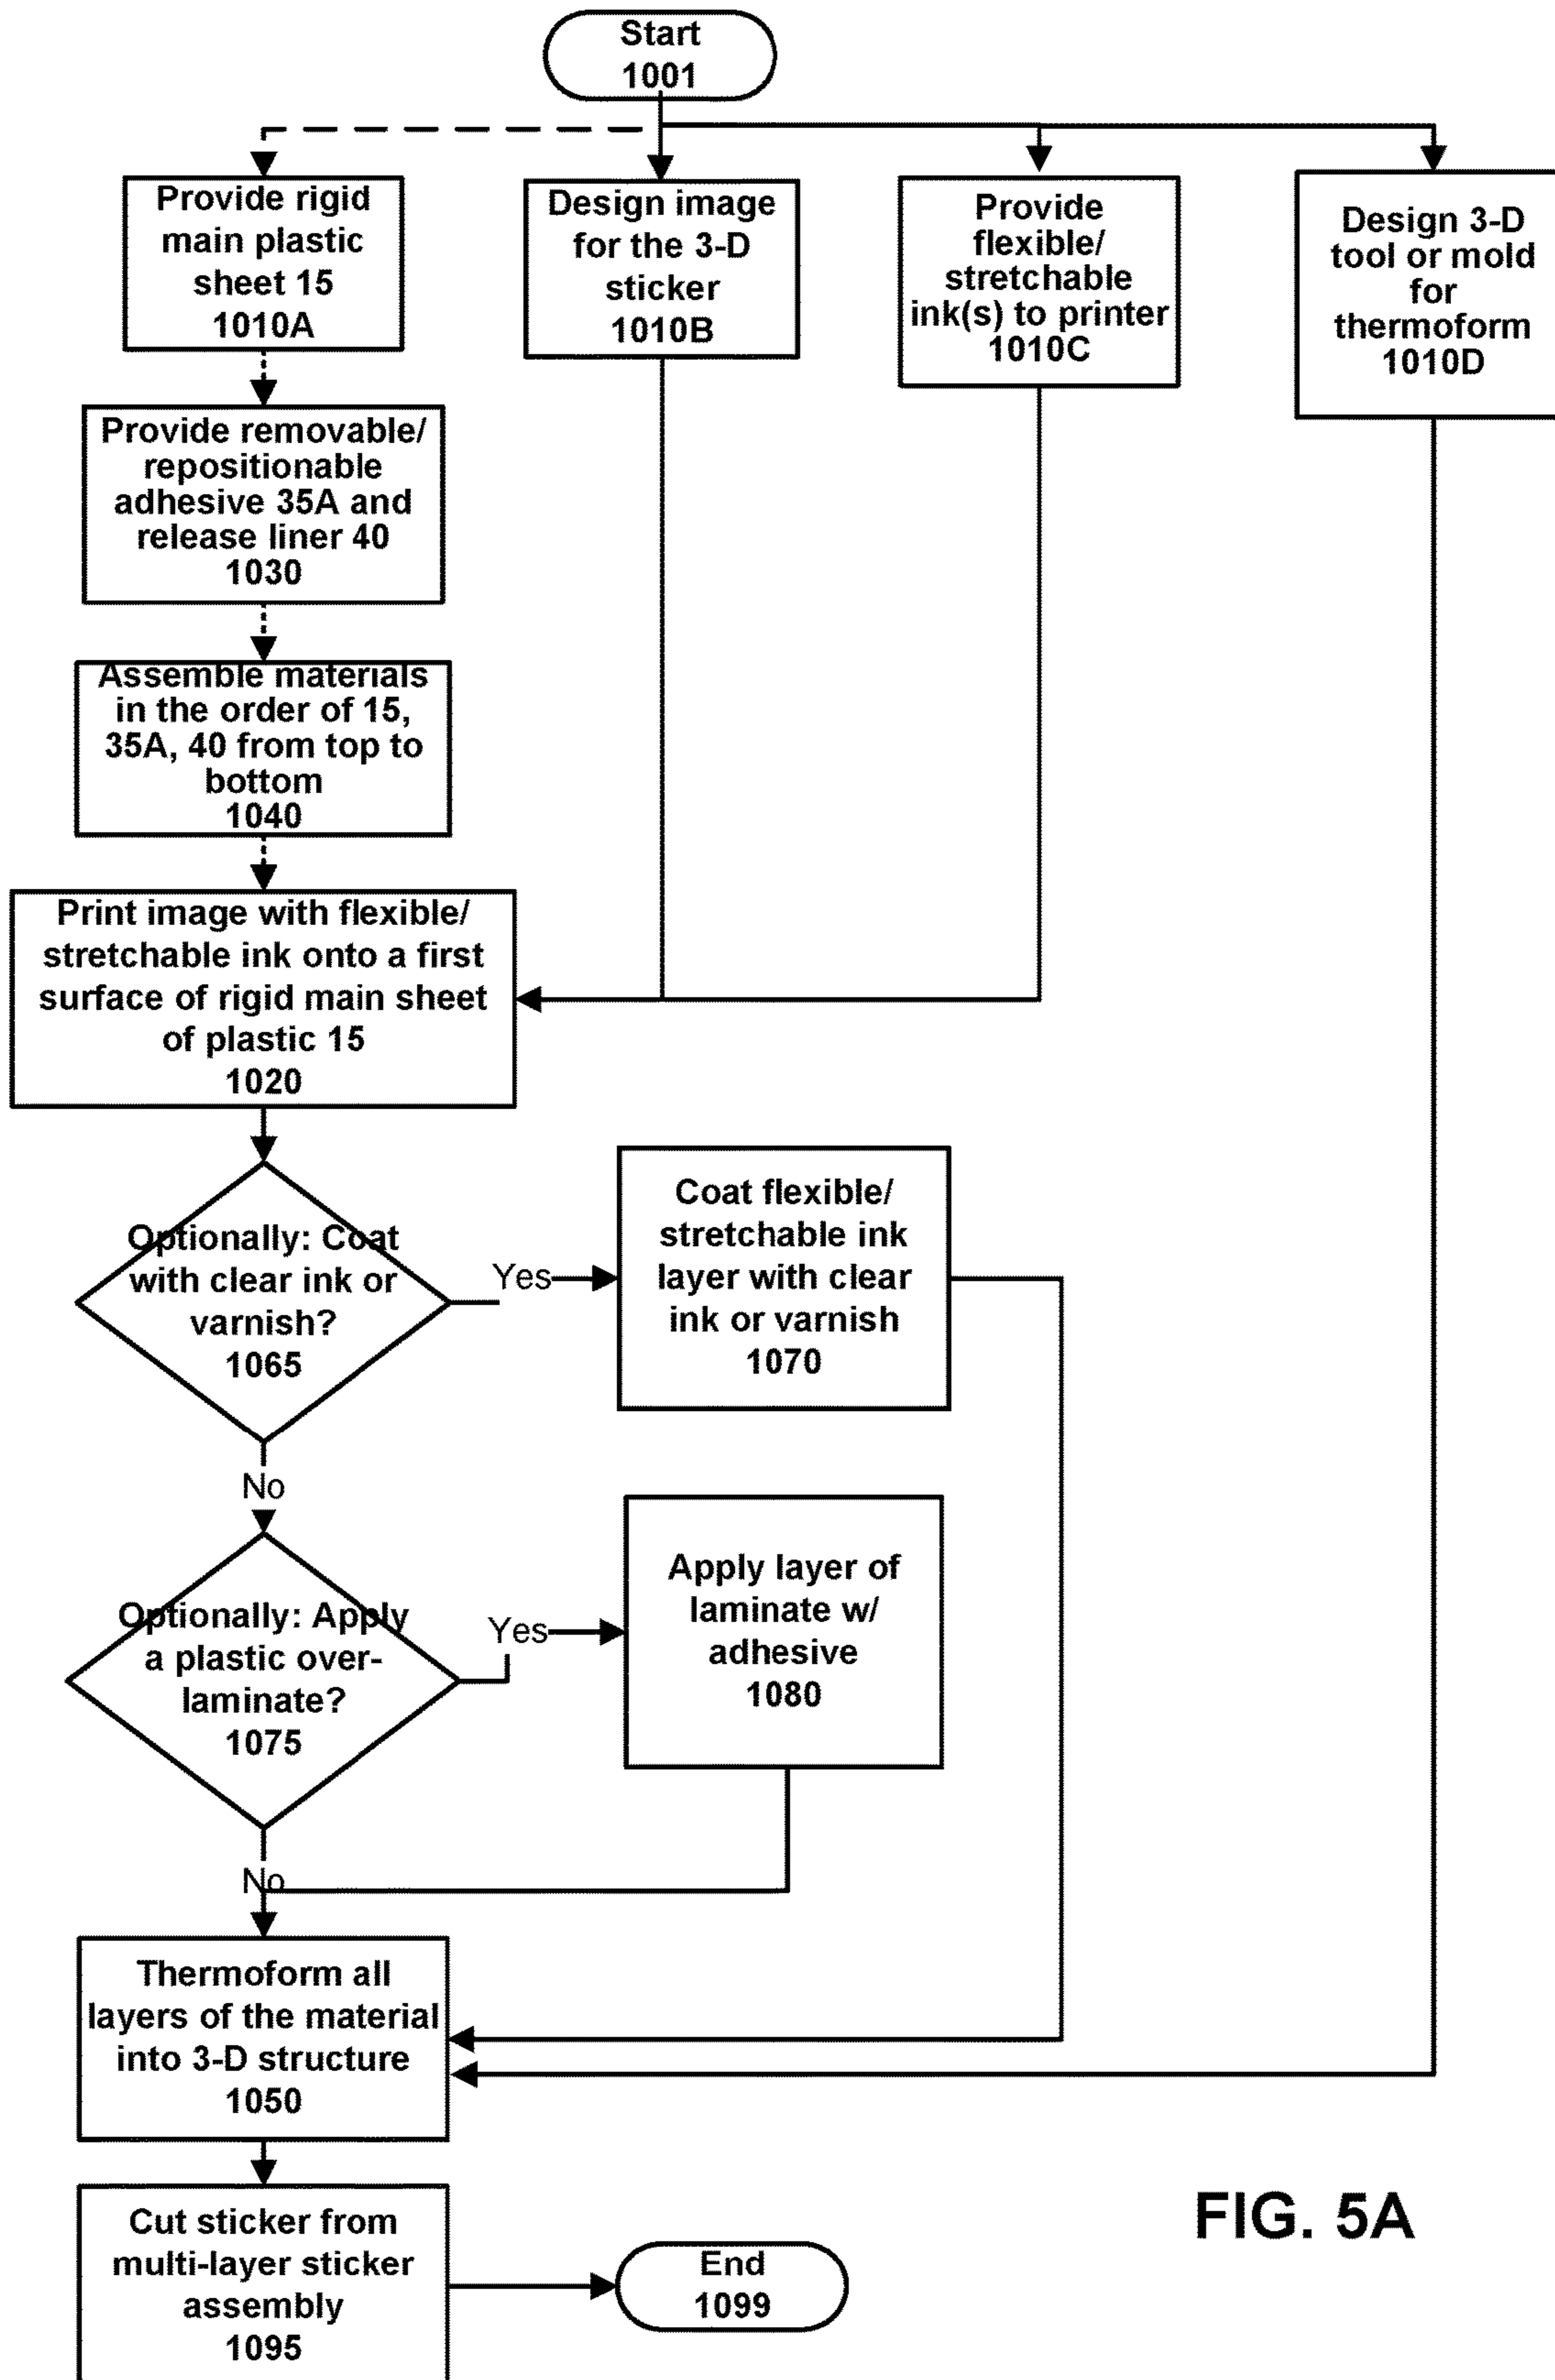 Start
1001
Provide rigid
main plastic
sheet 15
1010A
Design image
for the 3-D
sticker
1010B
Provide
flexible/
stretchable
ink(s) to printer
1010C
Design 3-D
tool or mold
for
thermoform
1010D
Provide removable/
repositionable
adhesive 35A and
release liner 40
1030
Assemble materials
in the order of 15,
35A, 40 from top to
bottom
1040
Print image with flexible/
stretchable ink onto a first
surface of rigid main sheet
of plastic 15
1020
Optionally: Coat
with clear ink or
varnish?
1065
Yes
Coat flexible/
stretchable ink
layer with clear
ink or varnish
1070
No
Optionally: Apply
a plastic over-
laminate?
1075
Yes
Apply layer of
laminate w/
adhesive
1080
No
Thermoform all
layers of the material
into 3-D structure
1050
Cut sticker from
multi-layer sticker
assembly
1095
End
1099
FIG. 5A